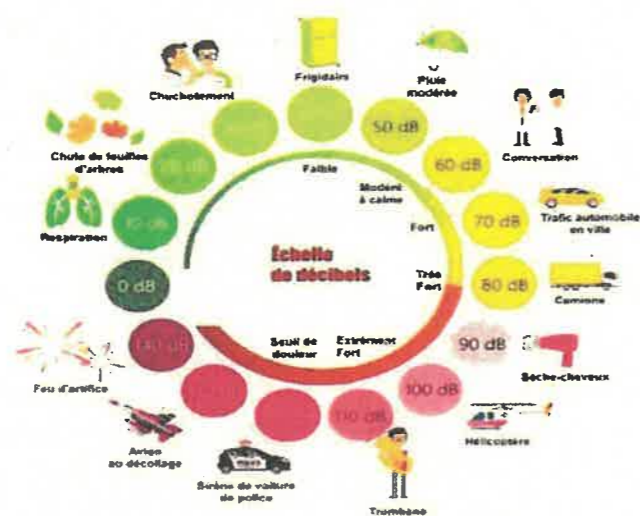 Frigidaire
Pluie
modérée
Chuchotement
50 dB
60 dB
Conversation
Chute de feuilles
d'arbres
Faible
Modéré
à calme
70 dB
Trafic automobile
en ville
Respiration
10 dB
Fort
Échelle
de décibels
0 dB
Très
Fort
80 dB
Camions
Seuil de
douleur
Extrêment
Fort
90 dB
Sèche-cheveux
Feu d'artifice
100 dB
Hélicoptère
110 dB
Avion
au décollage
Sirène de voiture
de police
Trombone